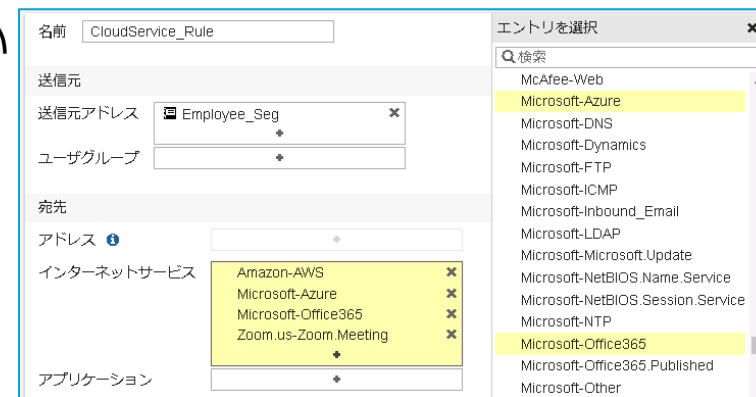 名前 CloudService_Rule
送信元
送信元アドレス Employee_Seg
ユーザグループ
宛先
アドレス
インターネットサービス Amazon-AWS
Microsoft-Azure
Microsoft-Office365
Zoom.us-Zoom.Meeting
アプリケーション
エントリを選択
検索
McAfee-Web
Microsoft-Azure
Microsoft-DNS
Microsoft-Dynamics
Microsoft-FTP
Microsoft-ICMP
Microsoft-Inbound_Email
Microsoft-LDAP
Microsoft-Microsoft.Update
Microsoft-NetBIOS.Name.Service
Microsoft-NetBIOS.Session.Service
Microsoft-NTP
Microsoft-Office365
Microsoft-Office365.Published
Microsoft-Other